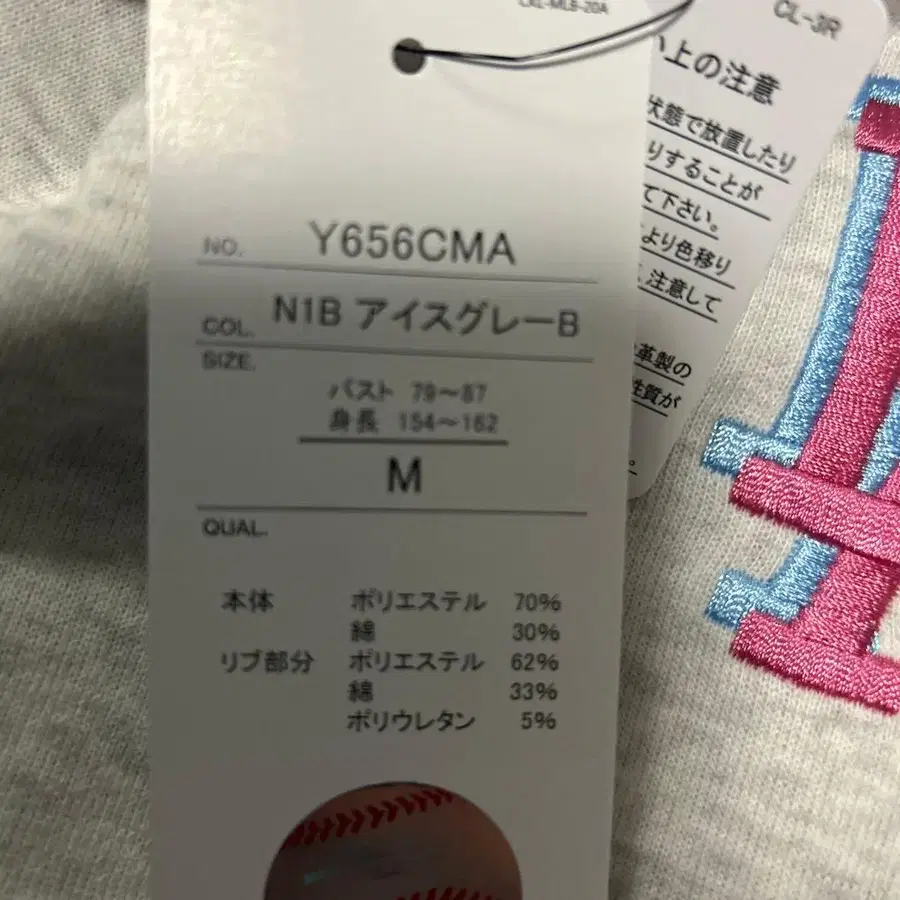 LXL-MLB-20A
NO. Y656CMA
COL. N1B アイスグレーB
SIZE.
バスト 79～87
身長 154～162
M
QUAL.
本体 ポリエステル 70%
綿 30%
リブ部分 ポリエステル 62%
綿 33%
ポリウレタン 5%
CL-3R
い上の注意
状態で放置したり
りすることが
て下さい。
より色移り
注意して
革製の
性質が